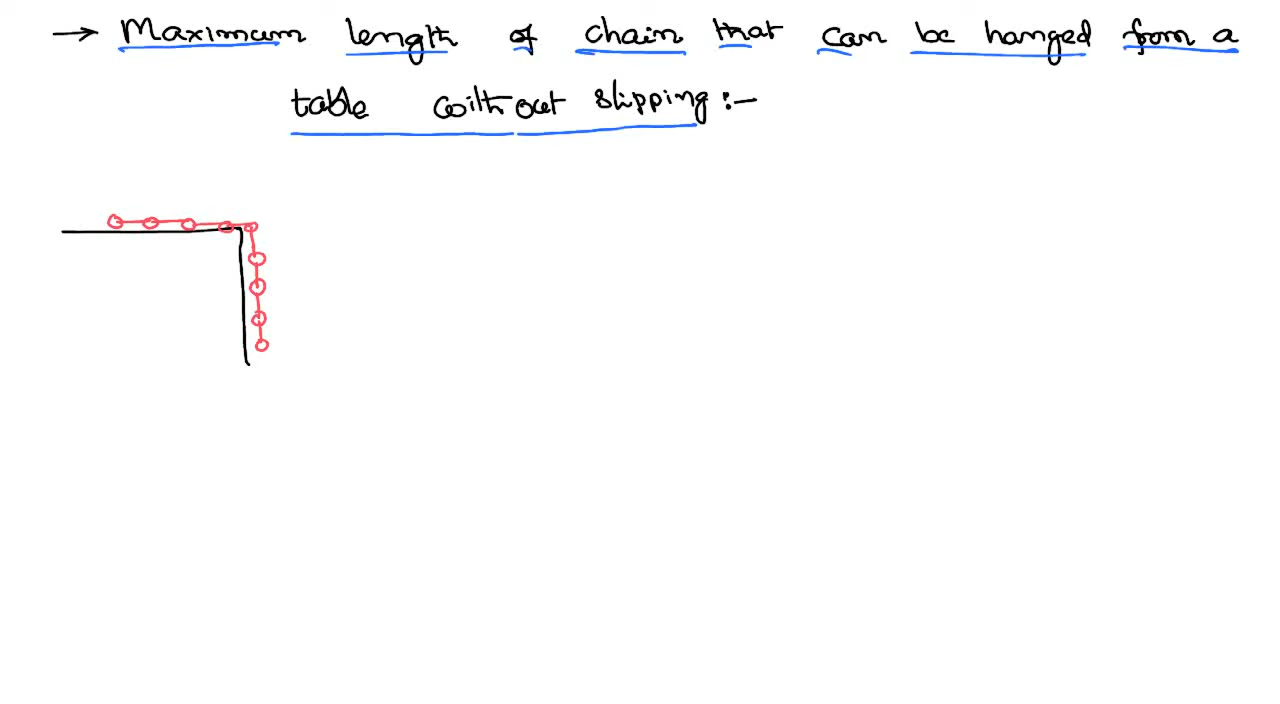 → Maximum length of chain that can be hanged from a
table without slipping :-